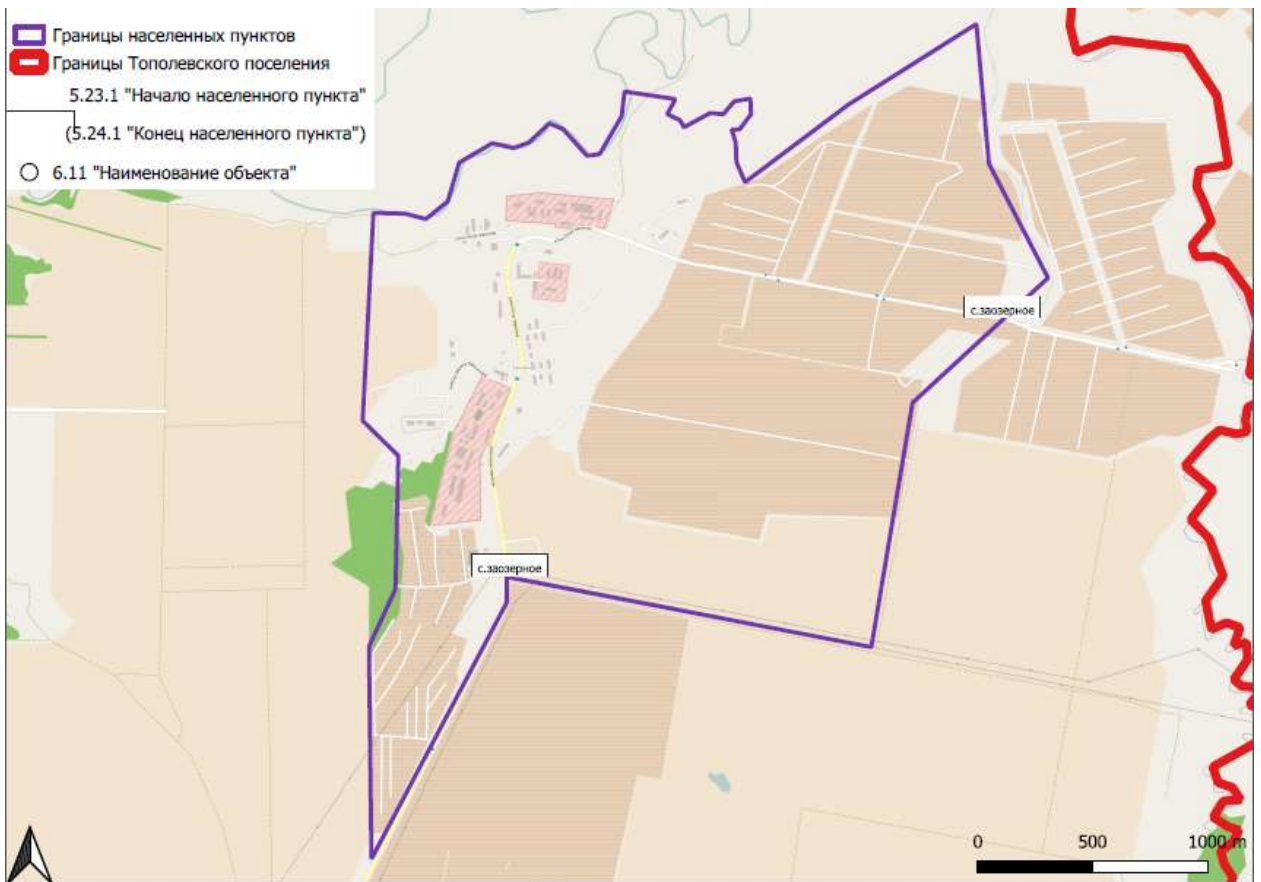 Границы населенных пунктов
Границы Тополевского поселения
5.23.1 "Начало населенного пункта"
(5.24.1 "Конец населенного пункта")
6.11 "Наименование объекта"
с.заозерное
с.заозерное
0 500 1000 m